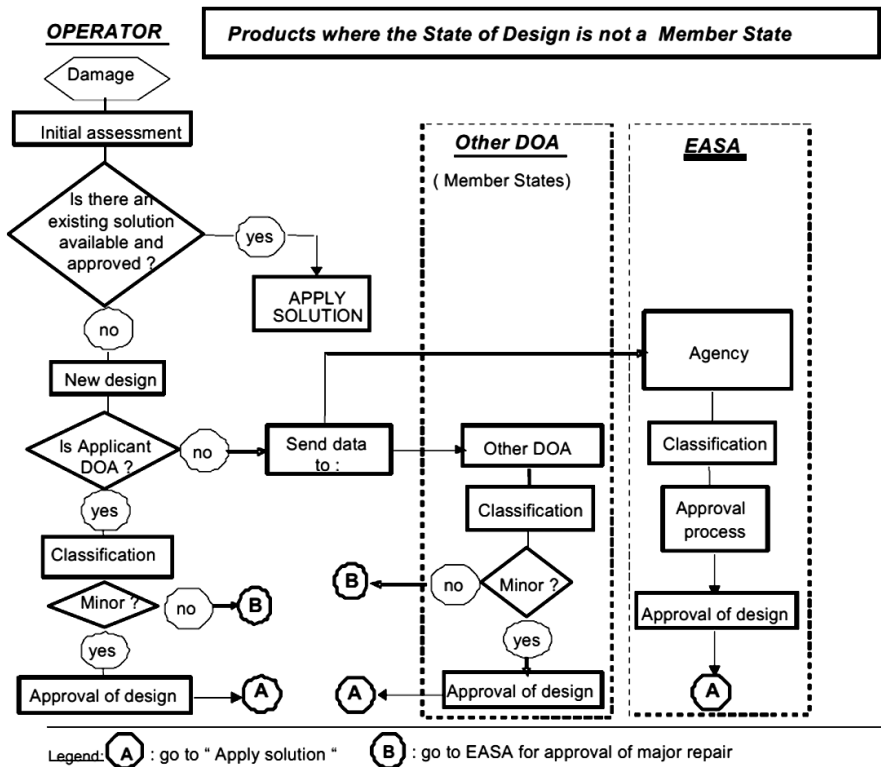 OPERATOR
Products where the State of Design is not a Member State
Damage
Initial assessment
Is there an
existing solution
available and
approved ?
yes
APPLY
SOLUTION
no
New design
Is Applicant
DOA ?
no
Send data
to :
yes
Classification
Minor ?
no
B
yes
Approval of design
A
Other DOA
( Member States)
Other DOA
Classification
Minor ?
no
B
yes
Approval of design
A
EASA
Agency
Classification
Approval
process
Approval of design
A
Legend: A : go to “ Apply solution “ B : go to EASA for approval of major repair